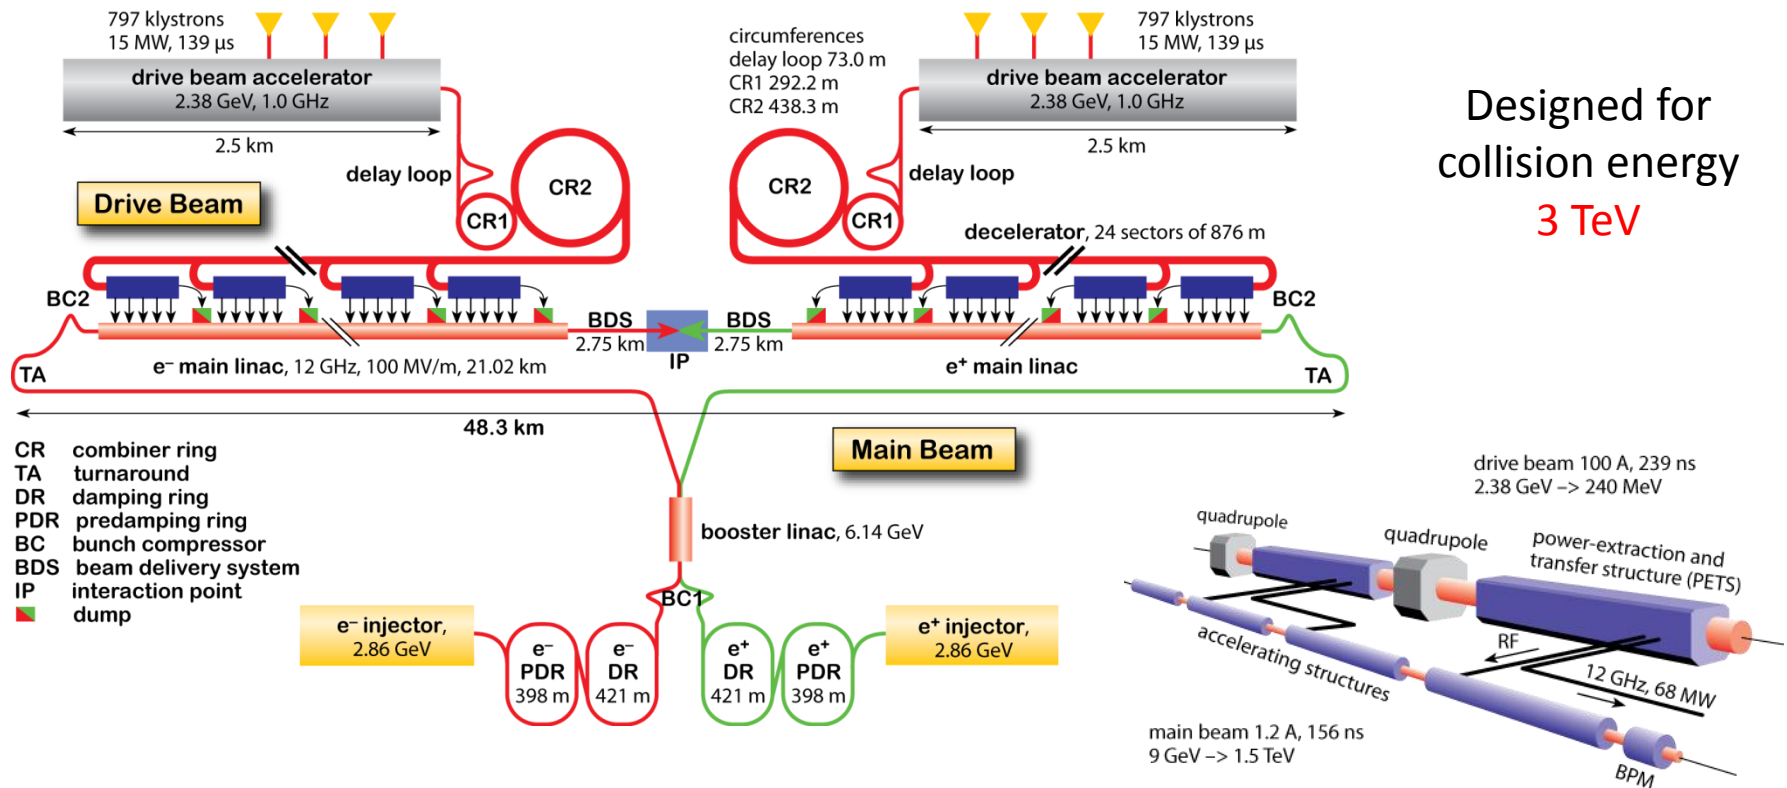 797 klystrons
15 MW, 139 µs
drive beam accelerator
2.38 GeV, 1.0 GHz
2.5 km
delay loop
CR2
CR1
Drive Beam
circumferences
delay loop 73.0 m
CR1 292.2 m
CR2 438.3 m
797 klystrons
15 MW, 139 µs
drive beam accelerator
2.38 GeV, 1.0 GHz
2.5 km
CR2
delay loop
CR1
Designed for
collision energy
3 TeV
decelerator, 24 sectors of 876 m
BC2
BDS
2.75 km
IP
BDS
2.75 km
BC2
TA
e⁻ main linac, 12 GHz, 100 MV/m, 21.02 km
e⁺ main linac
TA
48.3 km
Main Beam
CR combiner ring
TA turnaround
DR damping ring
PDR predamping ring
BC bunch compressor
BDS beam delivery system
IP interaction point
dump
booster linac, 6.14 GeV
BC1
e⁻ injector,
2.86 GeV
e⁻
PDR
398 m
e⁻
DR
421 m
e⁺
DR
421 m
e⁺
PDR
398 m
e⁺ injector,
2.86 GeV
drive beam 100 A, 239 ns
2.38 GeV –> 240 MeV
quadrupole
quadrupole
power-extraction and
transfer structure (PETS)
accelerating structures
RF
12 GHz, 68 MW
main beam 1.2 A, 156 ns
9 GeV –> 1.5 TeV
BPM